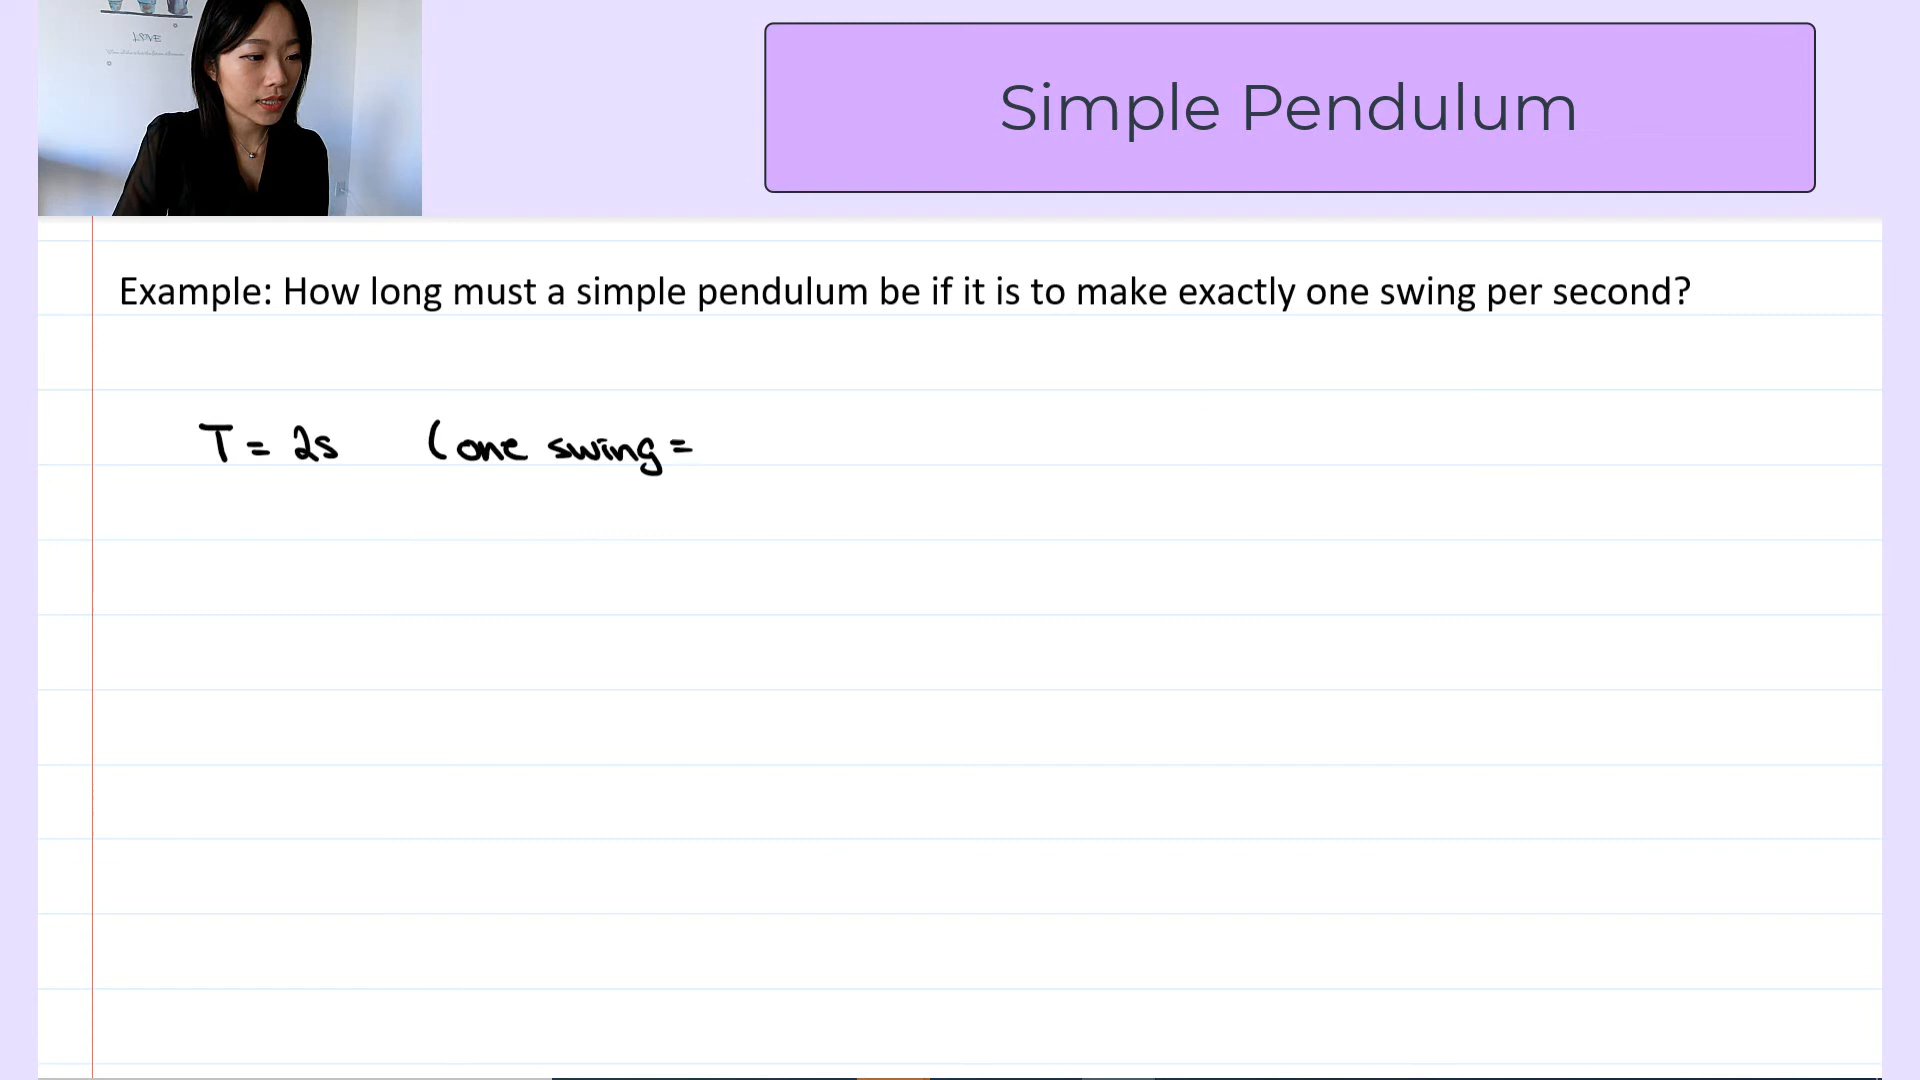 LOVE
Simple Pendulum
Example: How long must a simple pendulum be if it is to make exactly one swing per second?
T = 2s (one swing =